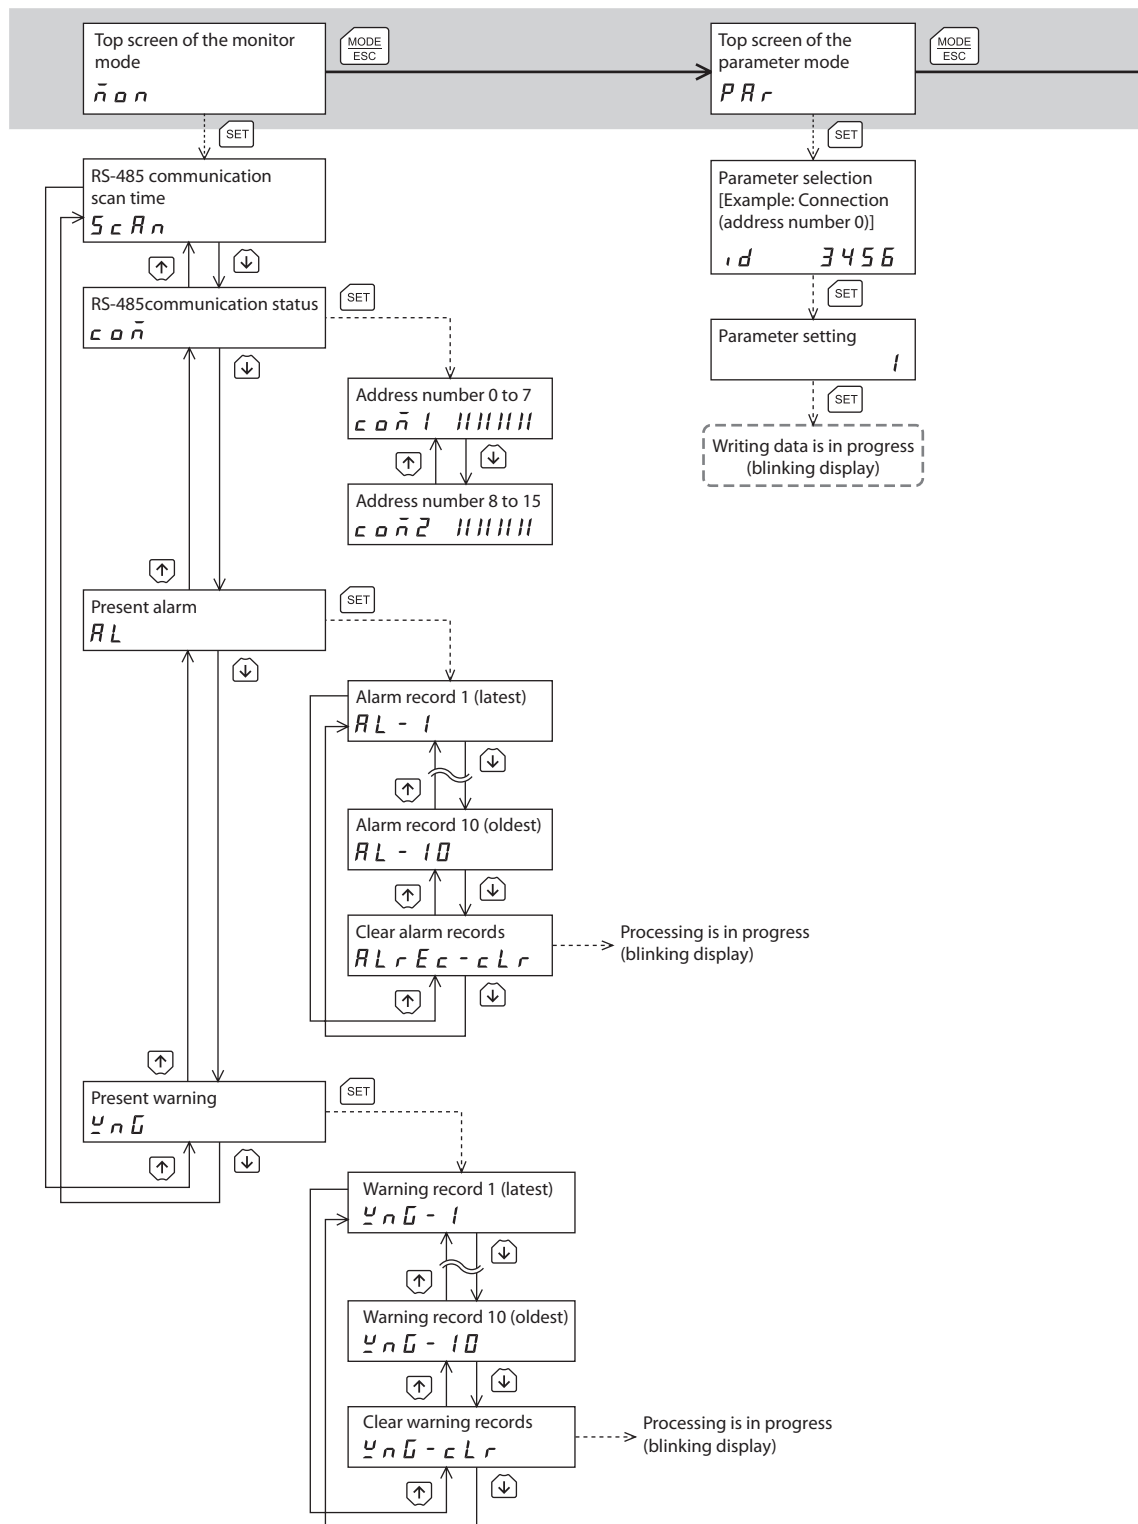 Top screen of the monitor
mode
mon
MODE
ESC
Top screen of the
parameter mode
PAr
MODE
ESC
SET
SET
RS-485 communication
scan time
ScAn
Parameter selection
[Example: Connection
(address number 0)]
id 3456
SET
RS-485communication status
com
SET
Parameter setting
1
SET
Address number 0 to 7
com1 11111111
Writing data is in progress
(blinking display)
Address number 8 to 15
com2 11111111
Present alarm
AL
SET
Alarm record 1 (latest)
AL-1
Alarm record 10 (oldest)
AL-10
Clear alarm records
ALrEc-cLr
Processing is in progress
(blinking display)
Present warning
WnG
SET
Warning record 1 (latest)
WnG-1
Warning record 10 (oldest)
WnG-10
Clear warning records
WnG-cLr
Processing is in progress
(blinking display)